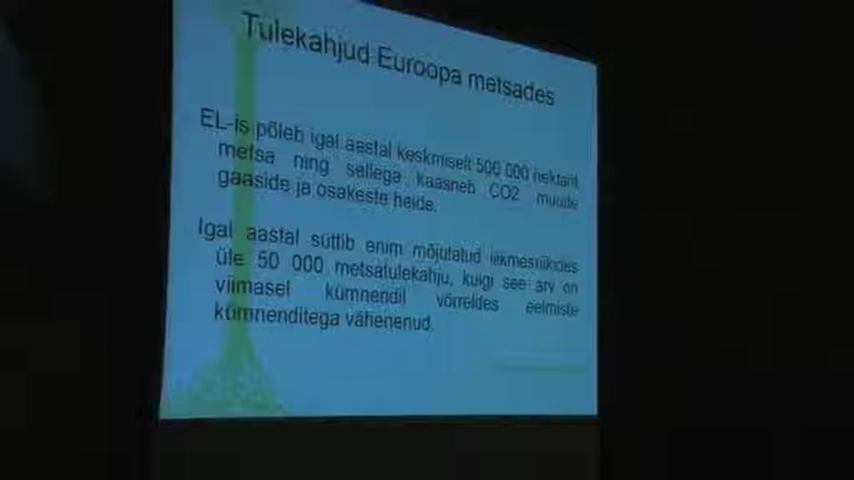 Tulekahjud Euroopa metsades
EL-is põleb igal aastal keskmiselt 500 000 hektarit
metsa ning sellega kaasneb CO2 muude
gaaside ja osakeste heide.
Igal aastal süttib enim mõjutatud liikmesriikides
üle 50 000 metsatulekahju, kuigi see arv on
viimasel kümnendil võrreldes eelmiste
kümnenditega vähenenud.